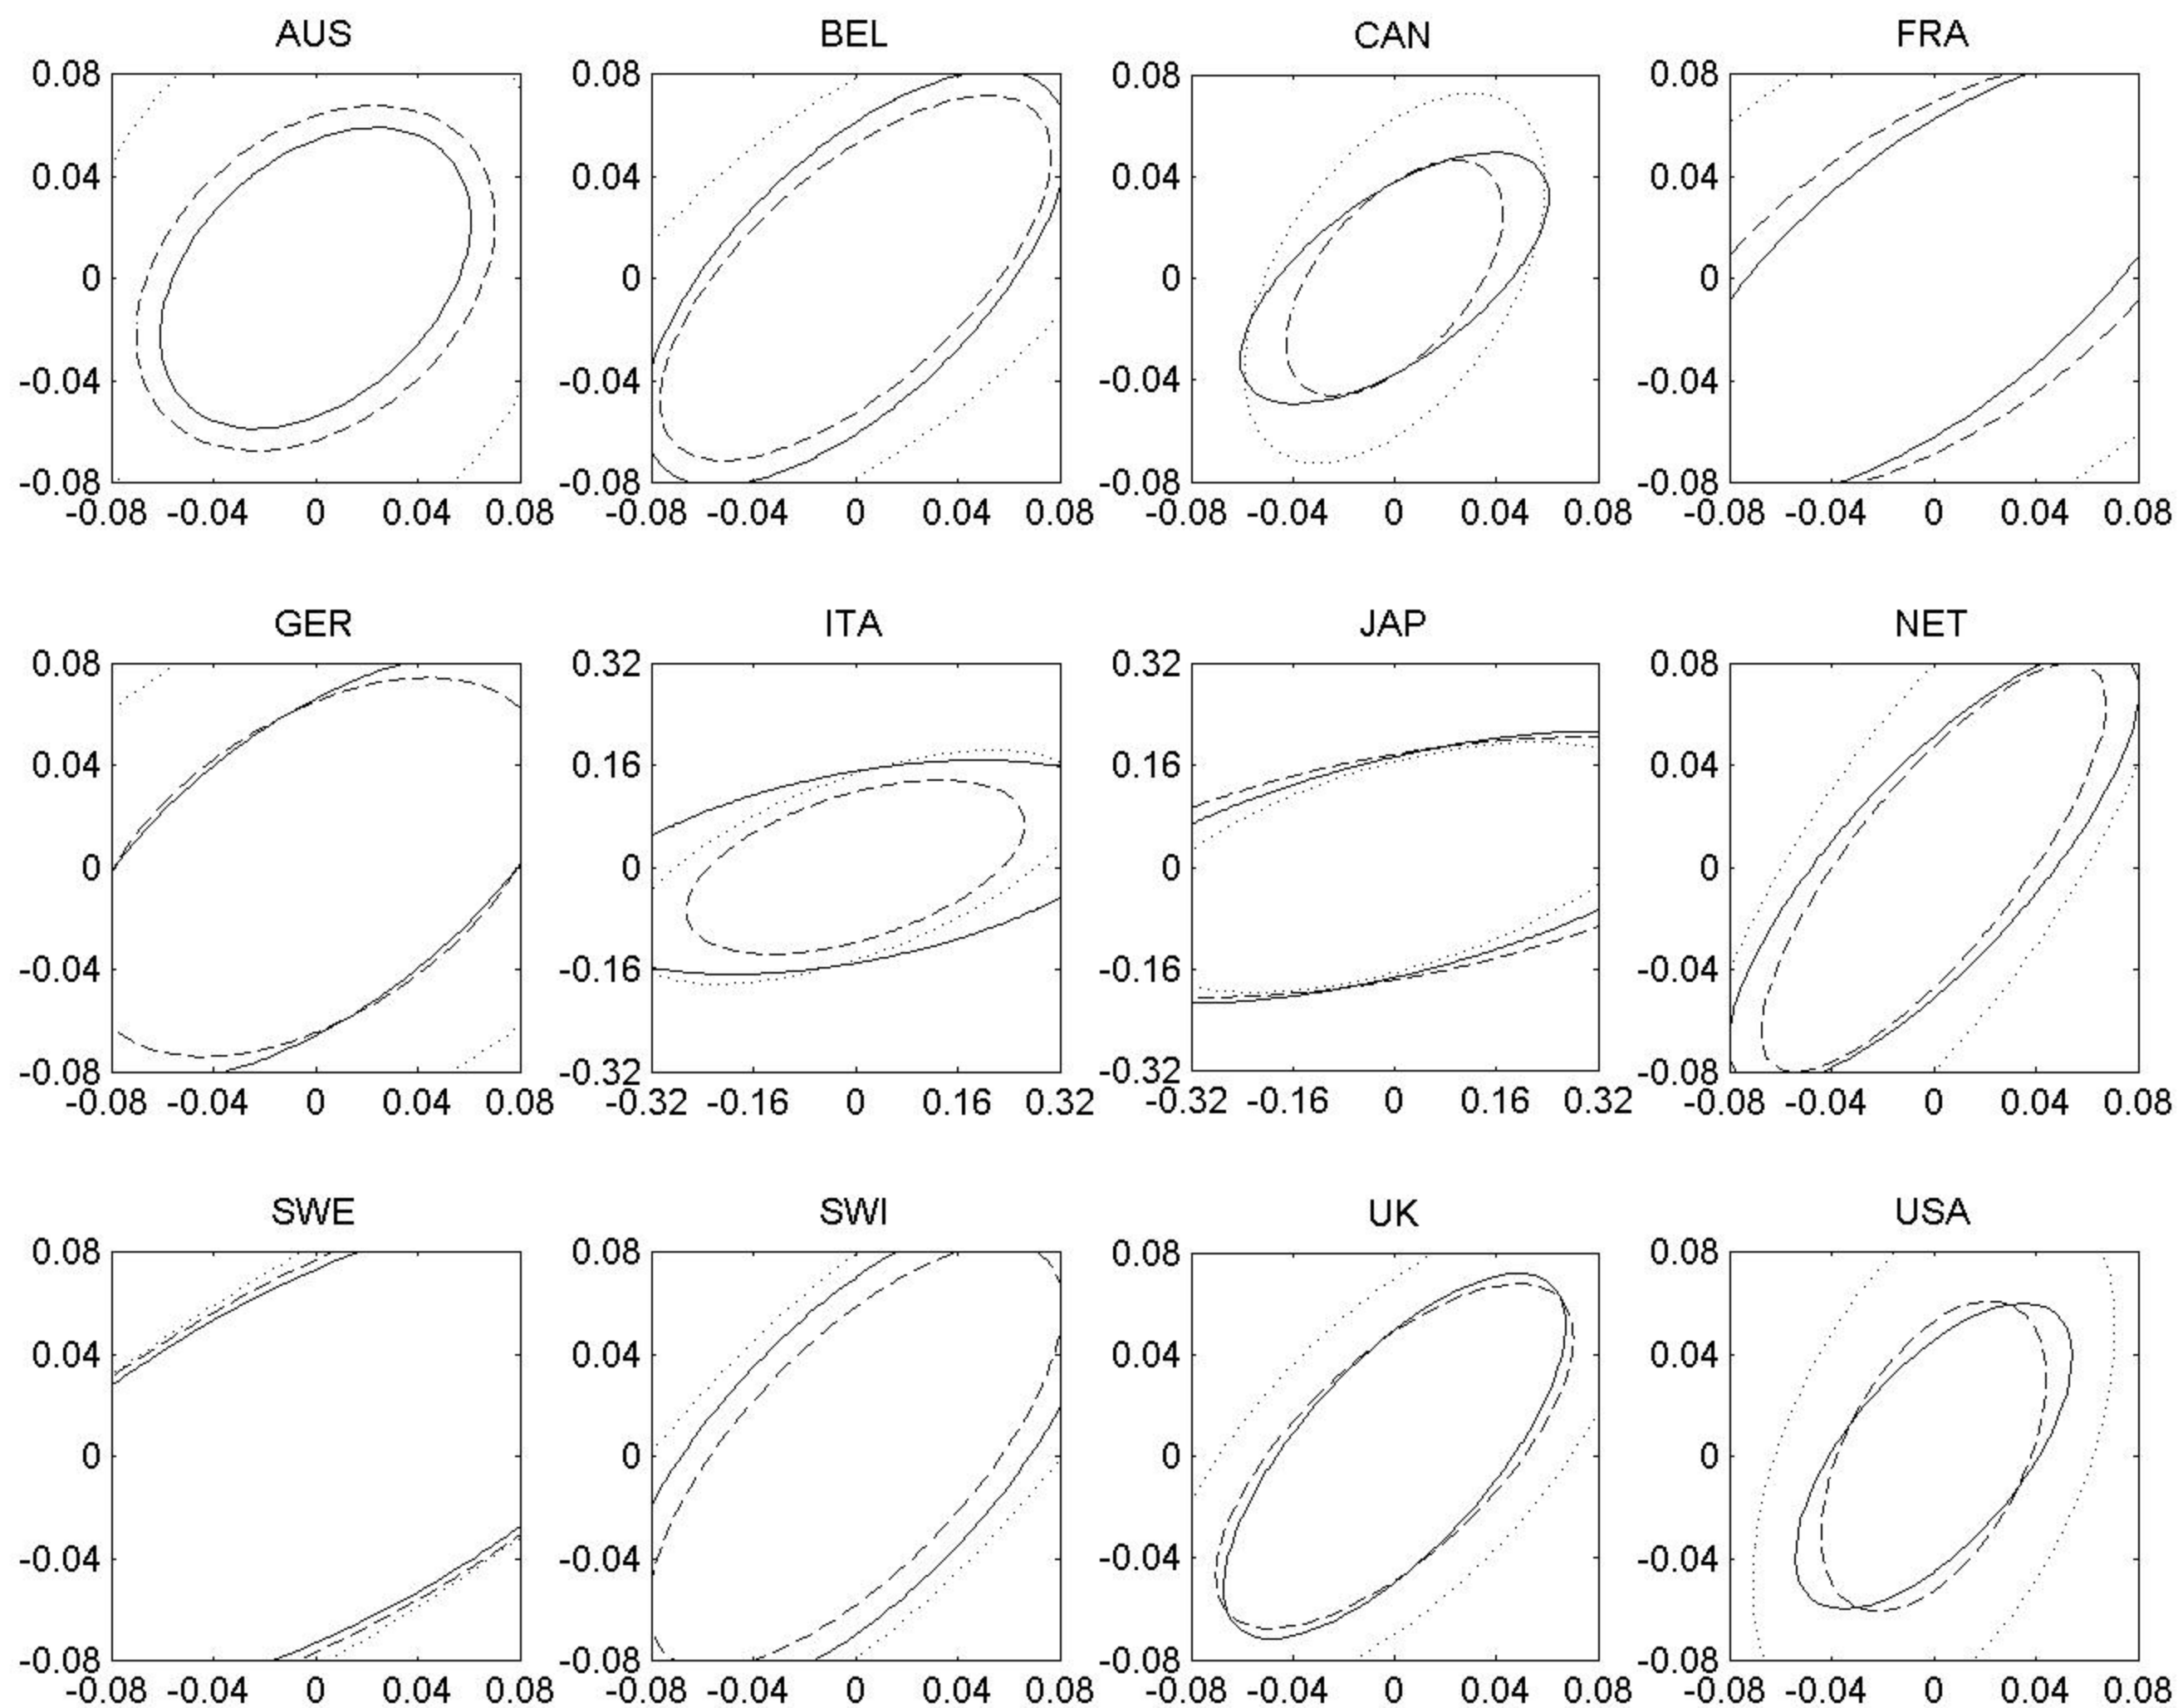 AUS BEL CAN FRA
0.08 0.08 0.08 0.08
0.04 0.04 0.04 0.04
0 0 0 0
-0.04 -0.04 -0.04 -0.04
-0.08 -0.08 -0.08 -0.08
-0.08 -0.04 0 0.04 0.08 -0.08 -0.04 0 0.04 0.08 -0.08 -0.04 0 0.04 0.08 -0.08 -0.04 0 0.04 0.08
GER ITA JAP NET
0.08 0.32 0.32 0.08
0.04 0.16 0.16 0.04
0 0 0 0
-0.04 -0.16 -0.16 -0.04
-0.08 -0.32 -0.32 -0.08
-0.08 -0.04 0 0.04 0.08 -0.32 -0.16 0 0.16 0.32 -0.32 -0.16 0 0.16 0.32 -0.08 -0.04 0 0.04 0.08
SWE SWI UK USA
0.08 0.08 0.08 0.08
0.04 0.04 0.04 0.04
0 0 0 0
-0.04 -0.04 -0.04 -0.04
-0.08 -0.08 -0.08 -0.08
-0.08 -0.04 0 0.04 0.08 -0.08 -0.04 0 0.04 0.08 -0.08 -0.04 0 0.04 0.08 -0.08 -0.04 0 0.04 0.08